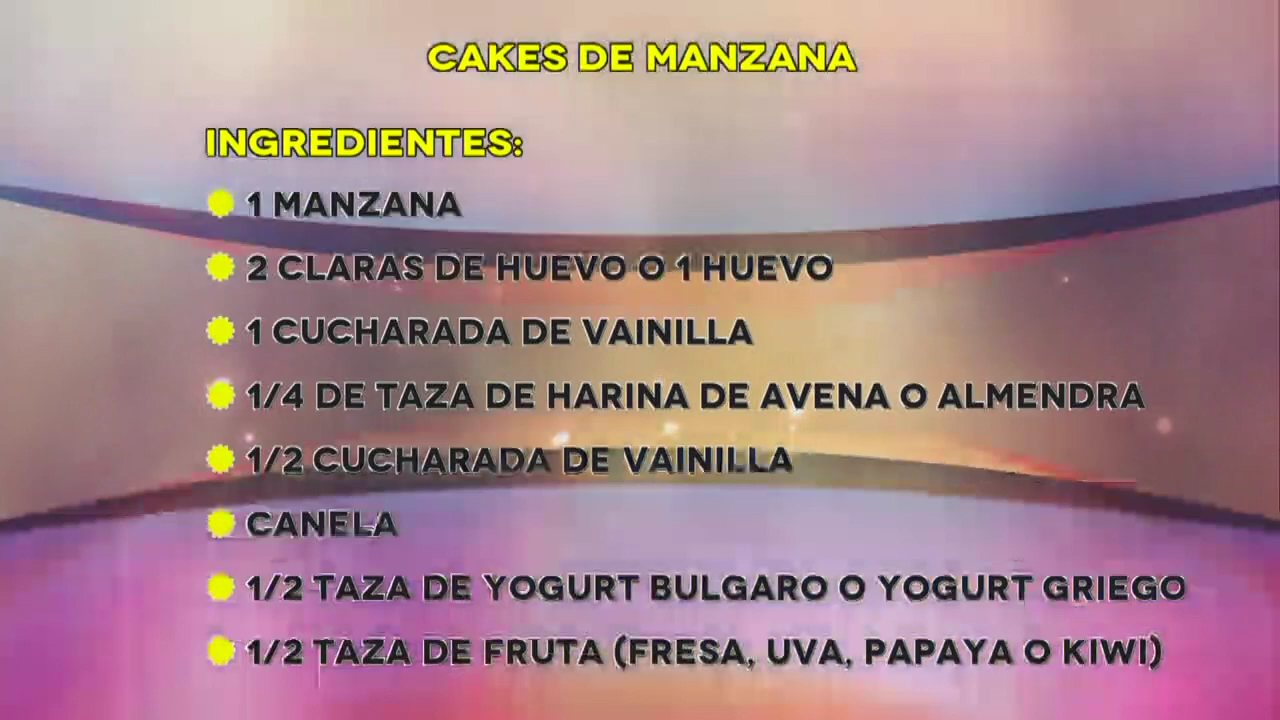 CAKES DE MANZANA
INGREDIENTES:
1 MANZANA
2 CLARAS DE HUEVO O 1 HUEVO
1 CUCHARADA DE VAINILLA
1/4 DE TAZA DE HARINA DE AVENA O ALMENDRA
1/2 CUCHARADA DE VAINILLA
CANELA
1/2 TAZA DE YOGURT BULGARO O YOGURT GRIEGO
1/2 TAZA DE FRUTA (FRESA, UVA, PAPAYA O KIWI)